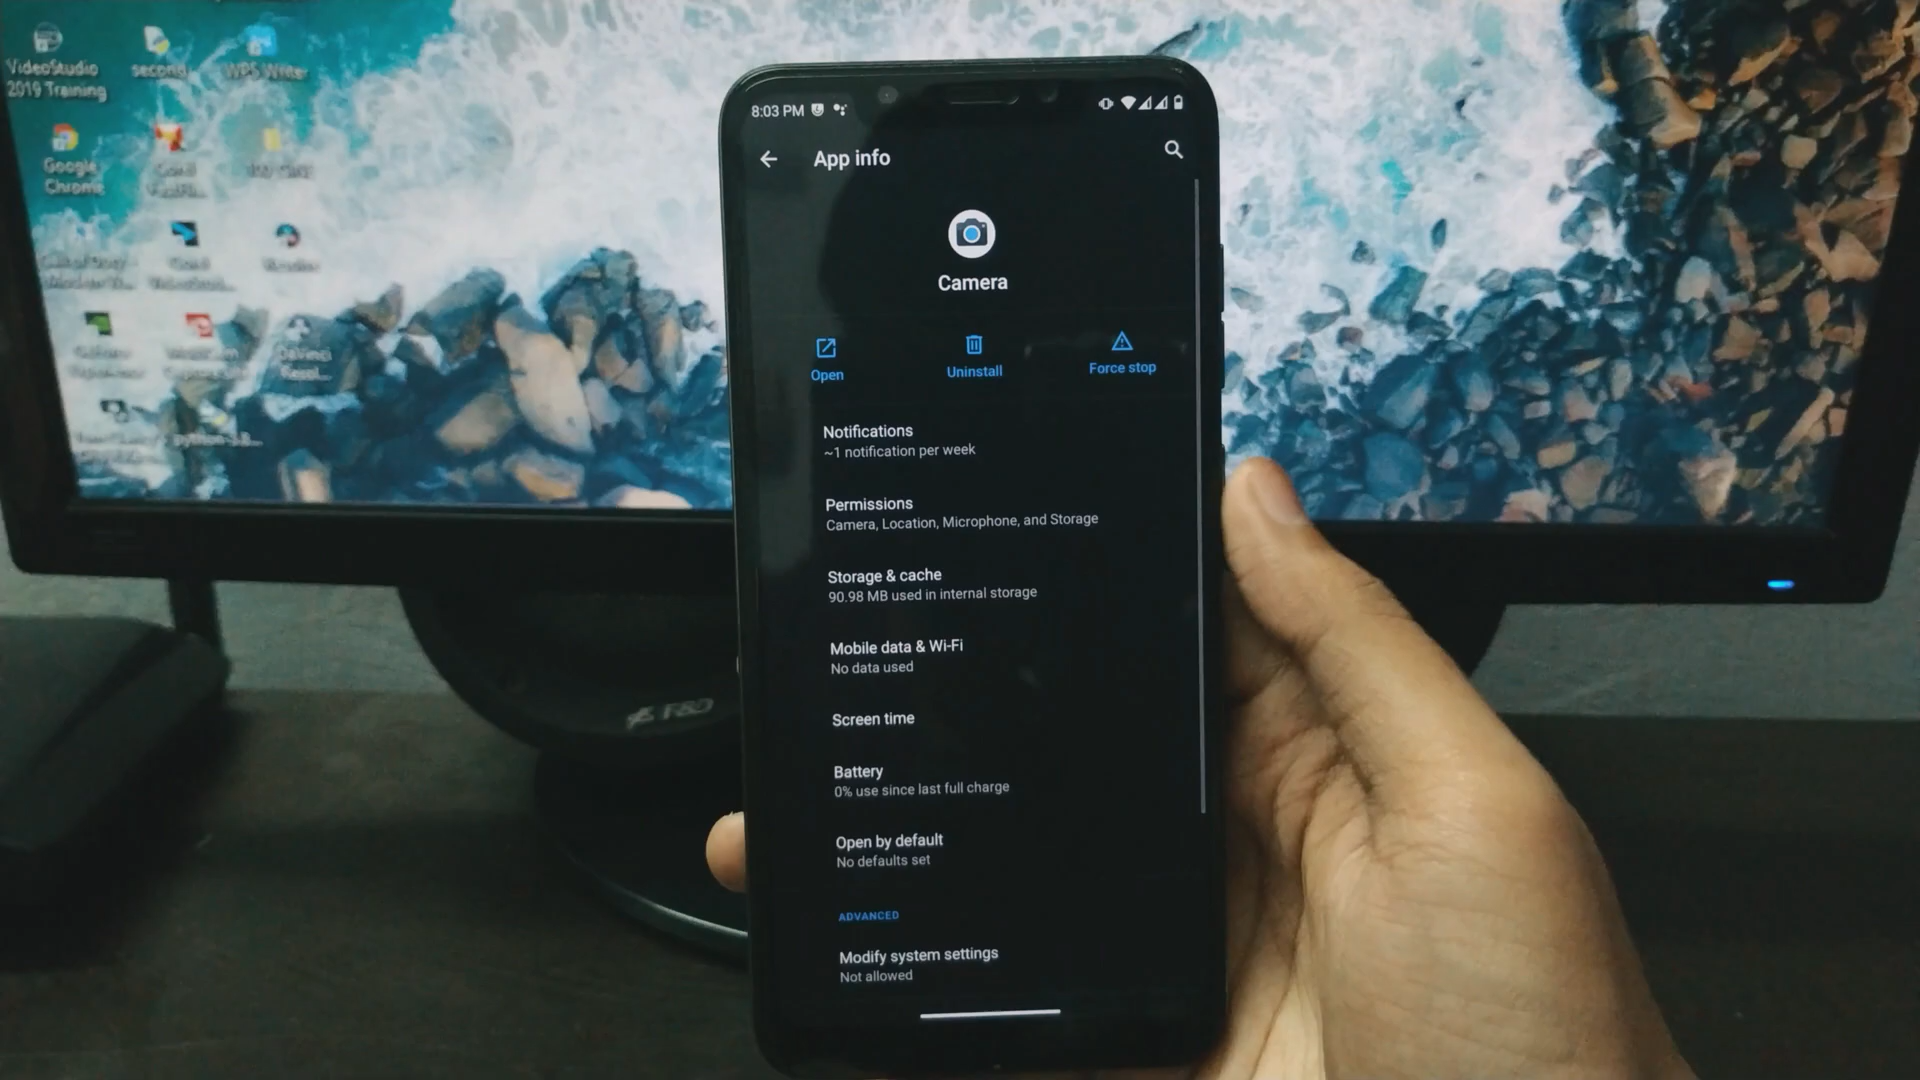 VideoStudio
2019 Training
second
WPS Writer
Google
Chrome
8:03 PM
App info
Camera
Open
Uninstall
Force stop
Notifications
~1 notification per week
Permissions
Camera, Location, Microphone, and Storage
Storage & cache
90.98 MB used in internal storage
Mobile data & Wi-Fi
No data used
Screen time
Battery
0% use since last full charge
Open by default
No defaults set
ADVANCED
Modify system settings
Not allowed
F&D